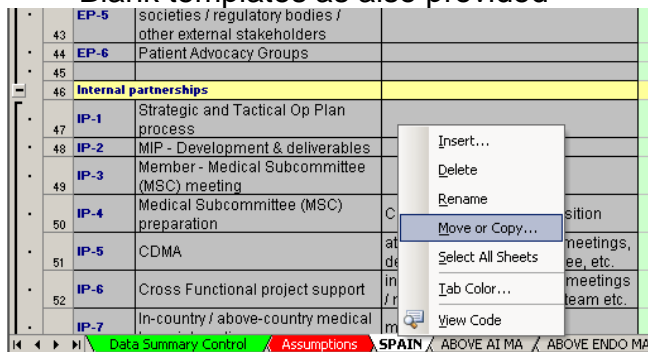 Blank templates as also provided
EP-5 societies / regulatory bodies /
43 other external stakeholders
44 EP-6 Patient Advocacy Groups
45
46 Internal partnerships
IP-1 Strategic and Tactical Op Plan
47 process
48 IP-2 MIP - Development & deliverables
IP-3 Member - Medical Subcommittee
49 (MSC) meeting
IP-4 Medical Subcommittee (MSC)
50 preparation
51 IP-5 CDMA
52 IP-6 Cross Functional project support
IP-7 In-country / above-country medical
Insert...
Delete
Rename
Move or Copy...
Select All Sheets
Tab Color...
View Code
sition
meetings,
ee, etc.
meetings
team etc.
Data Summary Control Assumptions SPAIN ABOVE AI MA ABOVE ENDO MA